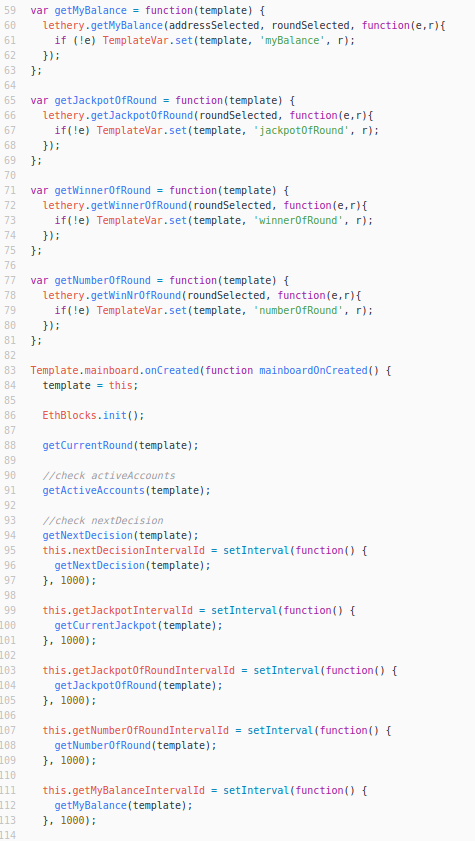 59 var getMyBalance = function(template) {
60 lethery.getMyBalance(addressSelected, roundSelected, function(e,r){
61 if (!e) TemplateVar.set(template, 'myBalance', r);
62 });
63 };
64
65 var getJackpotOfRound = function(template) {
66 lethery.getJackpotOfRound(roundSelected, function(e,r){
67 if(!e) TemplateVar.set(template, 'jackpotOfRound', r);
68 });
69 };
70
71 var getWinnerOfRound = function(template) {
72 lethery.getWinnerOfRound(roundSelected, function(e,r){
73 if(!e) TemplateVar.set(template, 'winnerOfRound', r);
74 });
75 };
76
77 var getNumberOfRound = function(template) {
78 lethery.getWinNrOfRound(roundSelected, function(e,r){
79 if(!e) TemplateVar.set(template, 'numberOfRound', r);
80 });
81 };
82
83 Template.mainboard.onCreated(function mainboardOnCreated() {
84 template = this;
85
86 EthBlocks.init();
87
88 getCurrentRound(template);
89
90 //check activeAccounts
91 getActiveAccounts(template);
92
93 //check nextDecision
94 getNextDecision(template);
95 this.nextDecisionIntervalId = setInterval(function() {
96 getNextDecision(template);
97 }, 1000);
98
99 this.getJackpotIntervalId = setInterval(function() {
100 getCurrentJackpot(template);
101 }, 1000);
102
103 this.getJackpotOfRoundIntervalId = setInterval(function() {
104 getJackpotOfRound(template);
105 }, 1000);
106
107 this.getNumberOfRoundIntervalId = setInterval(function() {
108 getNumberOfRound(template);
109 }, 1000);
110
111 this.getMyBalanceIntervalId = setInterval(function() {
112 getMyBalance(template);
113 }, 1000);
114